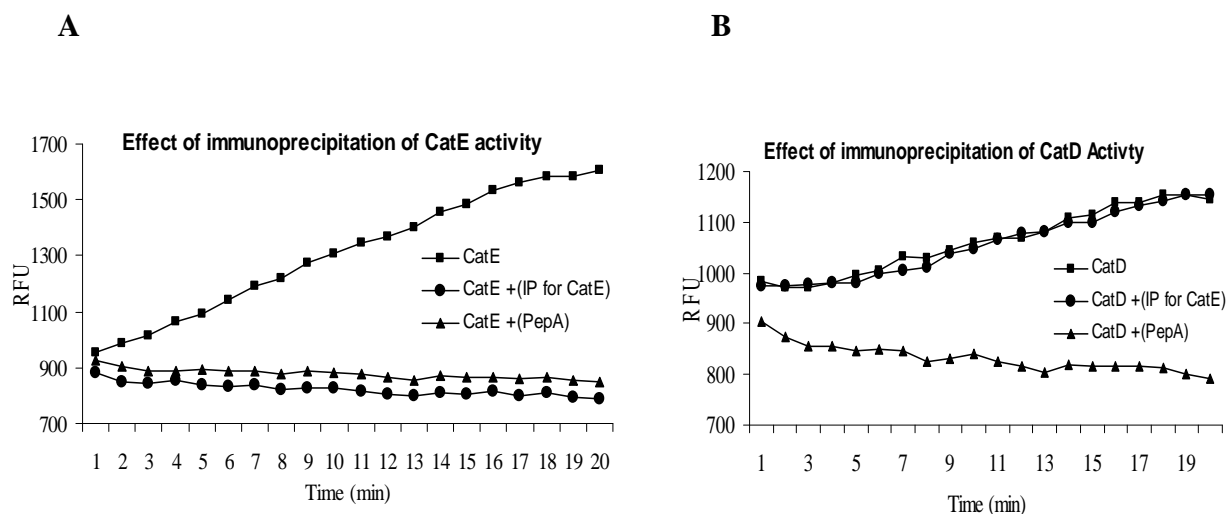 A
B
Effect of immunoprecipitation of CatE activity
1700
1500
1300
1100
900
700
RFU
CatE
CatE +(IP for CatE)
CatE +(PepA)
1 2 3 4 5 6 7 8 9 10 11 12 13 14 15 16 17 18 19 20
Time (min)
Effect of immunoprecipitation of CatD Activty
1200
1100
1000
900
800
700
RFU
CatD
CatD +(IP for CatE)
CatD +(PepA)
1 3 5 7 9 11 13 15 17 19
Time (min)